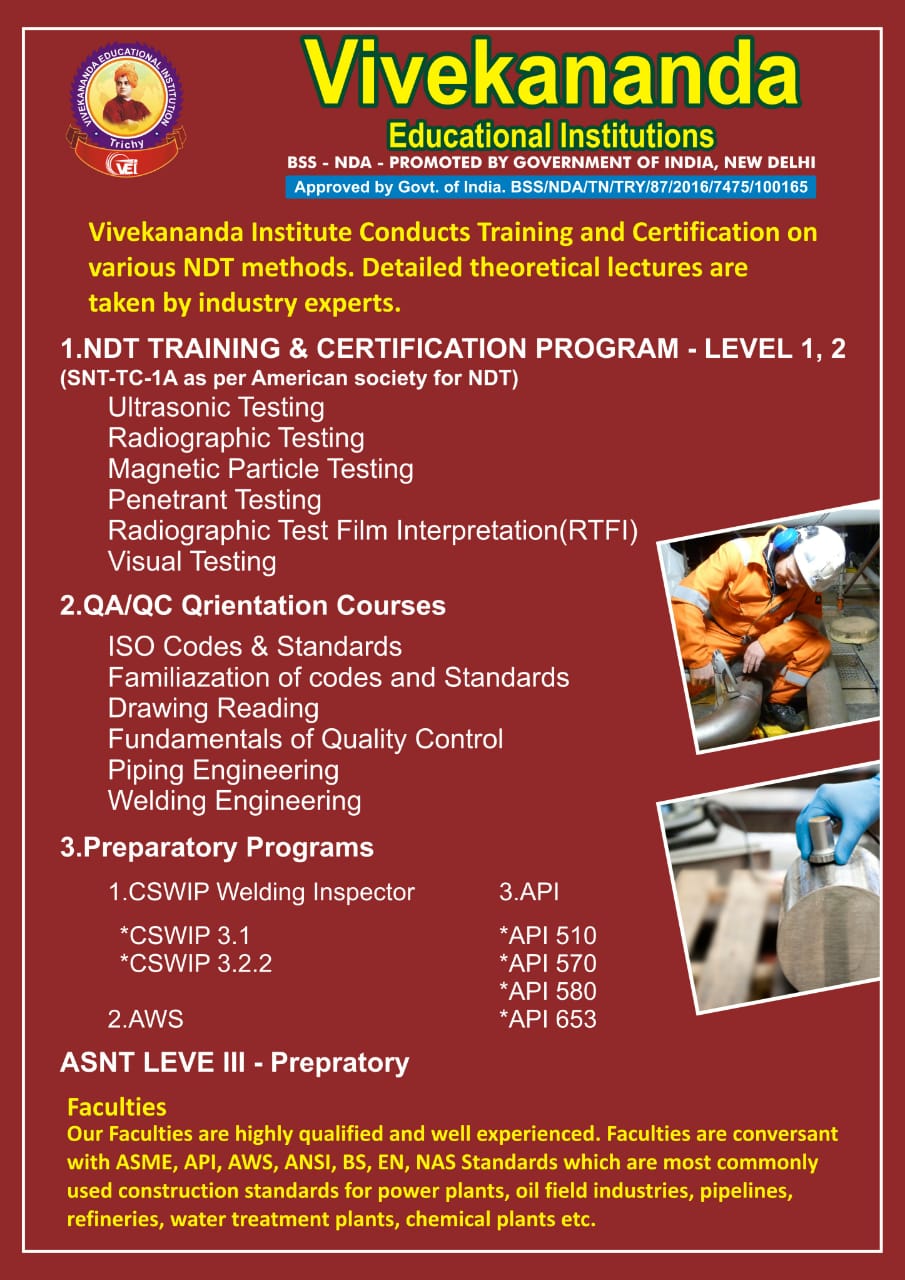 VIVEKANANDA EDUCATIONAL INSTITUTION
Trichy
VEI
Vivekananda
Educational Institutions
BSS - NDA - PROMOTED BY GOVERNMENT OF INDIA, NEW DELHI
Approved by Govt. of India. BSS/NDA/TN/TRY/87/2016/7475/100165
Vivekananda Institute Conducts Training and Certification on
various NDT methods. Detailed theoretical lectures are
taken by industry experts.
1.NDT TRAINING & CERTIFICATION PROGRAM - LEVEL 1, 2
(SNT-TC-1A as per American society for NDT)
Ultrasonic Testing
Radiographic Testing
Magnetic Particle Testing
Penetrant Testing
Radiographic Test Film Interpretation(RTFI)
Visual Testing
2.QA/QC Qrientation Courses
ISO Codes & Standards
Familiazation of codes and Standards
Drawing Reading
Fundamentals of Quality Control
Piping Engineering
Welding Engineering
3.Preparatory Programs
1.CSWIP Welding Inspector
*CSWIP 3.1
*CSWIP 3.2.2
2.AWS
3.API
*API 510
*API 570
*API 580
*API 653
ASNT LEVE III - Prepratory
Faculties
Our Faculties are highly qualified and well experienced. Faculties are conversant
with ASME, API, AWS, ANSI, BS, EN, NAS Standards which are most commonly
used construction standards for power plants, oil field industries, pipelines,
refineries, water treatment plants, chemical plants etc.